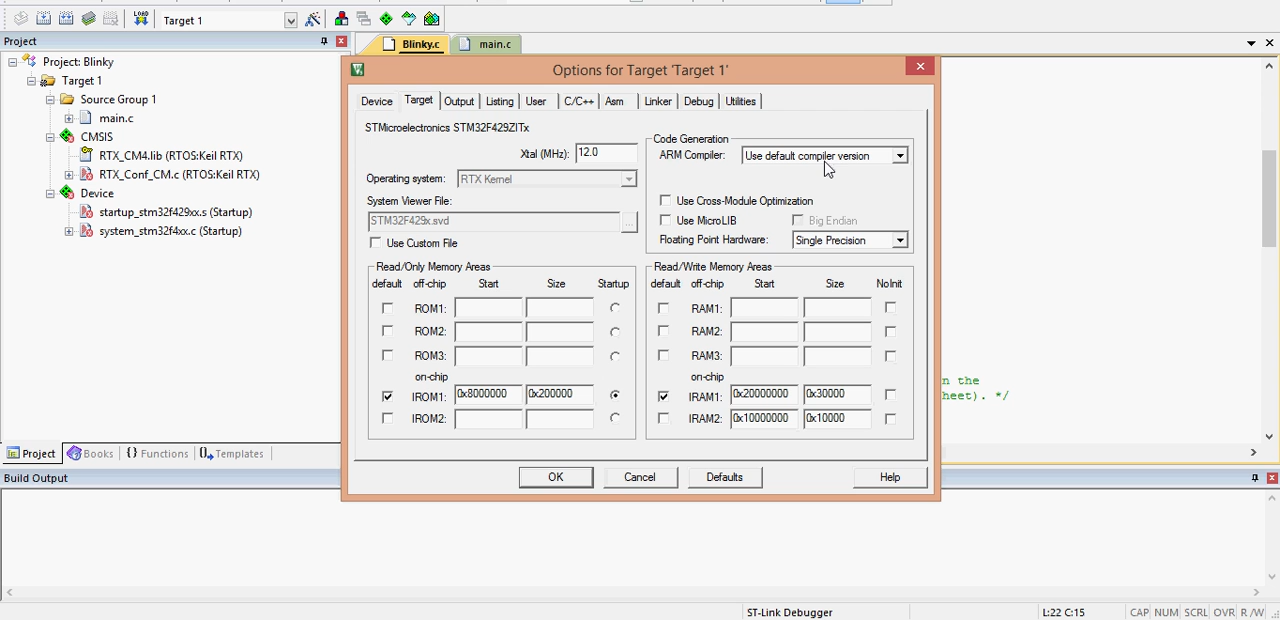 LOAD
Target 1
Project
Project: Blinky
Target 1
Source Group 1
main.c
CMSIS
RTX_CM4.lib (RTOS:Keil RTX)
RTX_Conf_CM.c (RTOS:Keil RTX)
Device
startup_stm32f429xx.s (Startup)
system_stm32f4xx.c (Startup)
Project
Books
{} Functions
Templates
Blinky.c
main.c
Options for Target 'Target 1'
Device Target Output Listing User C/C++ Asm Linker Debug Utilities
STMicroelectronics STM32F429ZITx
Xtal (MHz): 12.0
Operating system: RTX Kernel
System Viewer File:
STM32F429x.svd
...
Use Custom File
Code Generation
ARM Compiler: Use default compiler version
Use Cross-Module Optimization
Use MicroLIB
Big Endian
Floating Point Hardware: Single Precision
Read/Only Memory Areas
default off-chip Start Size Startup
ROM1:
ROM2:
ROM3:
on-chip
IROM1: 0x8000000 0x200000
IROM2:
Read/Write Memory Areas
default off-chip Start Size NoInit
RAM1:
RAM2:
RAM3:
on-chip
IRAM1: 0x20000000 0x30000
IRAM2: 0x10000000 0x10000
OK Cancel Defaults Help
n the
heet). */
Build Output
ST-Link Debugger
L:22 C:15
CAP NUM SCRL OVR R/W